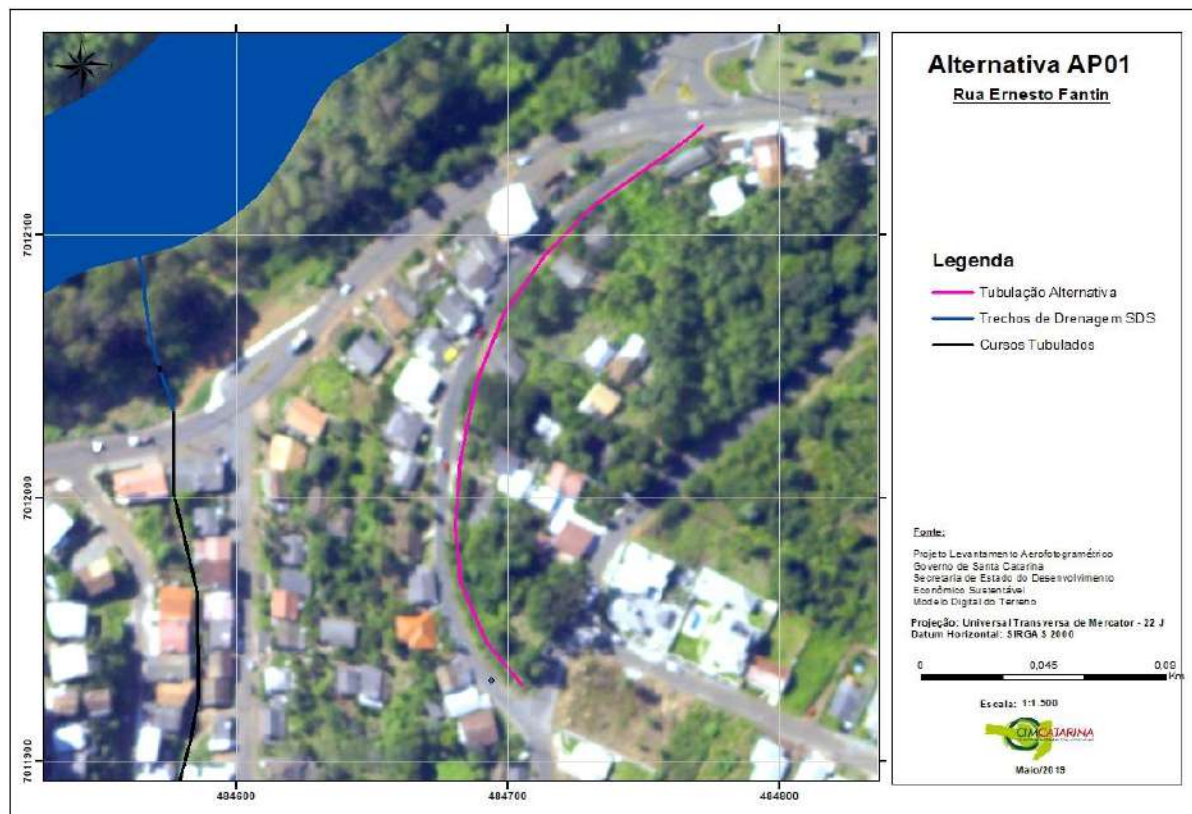 Alternativa AP01
Rua Ernesto Fantin
Legenda
Tubulação Alternativa
Trechos de Drenagem SDS
Cursos Tubulados
Fonte:
Projeto Levantamento Aerofotogramétrico
Governo de Santa Catarina
Secretaria de Estado do Desenvolvimento
Econômico Sustentável
Modelo Digital do Terreno
Projeção: Universal Transversa de Mercator - 22 J
Datum Horizontal: SIRGAS 2000
0 0,045 0,09
Km
Escala: 1:1.500
CIMCATARINA
Maio/2019
7012100
7012000
7011900
484600 484700 484800